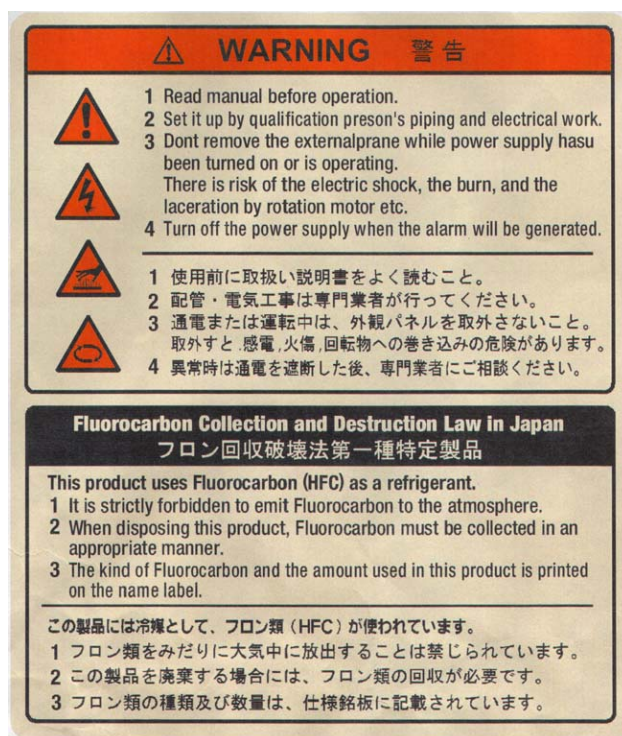 WARNING 警告
1 Read manual before operation.
2 Set it up by qualification preson's piping and electrical work.
3 Dont remove the externalprane while power supply hasu
been turned on or is operating.
There is risk of the electric shock, the burn, and the
laceration by rotation motor etc.
4 Turn off the power supply when the alarm will be generated.
1 使用前に取扱い説明書をよく読むこと。
2 配管・電気工事は専門業者が行ってください。
3 通電または運転中は、外観パネルを取外さないこと。
取外すと.感電,火傷,回転物への巻き込みの危険があります。
4 異常時は通電を遮断した後、専門業者にご相談ください。
Fluorocarbon Collection and Destruction Law in Japan
フロン回収破壊法第一種特定製品
This product uses Fluorocarbon (HFC) as a refrigerant.
1 It is strictly forbidden to emit Fluorocarbon to the atmosphere.
2 When disposing this product, Fluorocarbon must be collected in an
appropriate manner.
3 The kind of Fluorocarbon and the amount used in this product is printed
on the name label.
この製品には冷媒として、フロン類（HFC）が使われています。
1 フロン類をみだりに大気中に放出することは禁じられています。
2 この製品を廃棄する場合には、フロン類の回収が必要です。
3 フロン類の種類及び数量は、仕様銘板に記載されています。